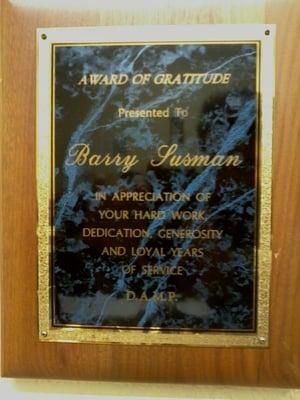 AWARD OF GRATITUDE
Presented To
Barry Susman
IN APPRECIATION OF
YOUR HARD WORK,
DEDICATION, GENEROSITY
AND LOYAL YEARS
OF SERVICE
D.A.M.P.